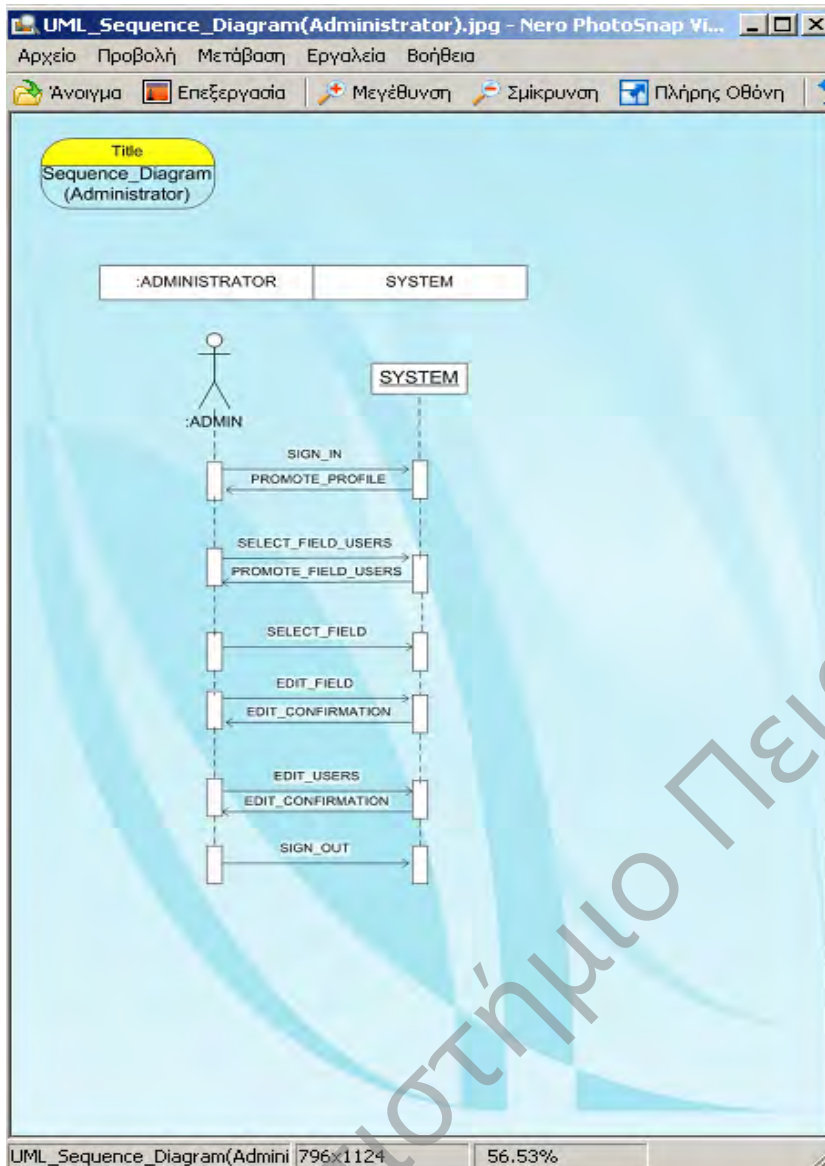 UML_Sequence_Diagram(Administrator).jpg - Nero PhotoSnap Vi...
Αρχείο Προβολή Μετάβαση Εργαλεία Βοήθεια
Άνοιγμα Επεξεργασία Μεγέθυνση Σμίκρυνση Πλήρης Οθόνη
Title
Sequence_Diagram
(Administrator)
:ADMINISTRATOR SYSTEM
SYSTEM
:ADMIN
SIGN_IN
PROMOTE_PROFILE
SELECT_FIELD_USERS
PROMOTE_FIELD_USERS
SELECT_FIELD
EDIT_FIELD
EDIT_CONFIRMATION
EDIT_USERS
EDIT_CONFIRMATION
SIGN_OUT
UML_Sequence_Diagram(Admini 796x1124 56.53%